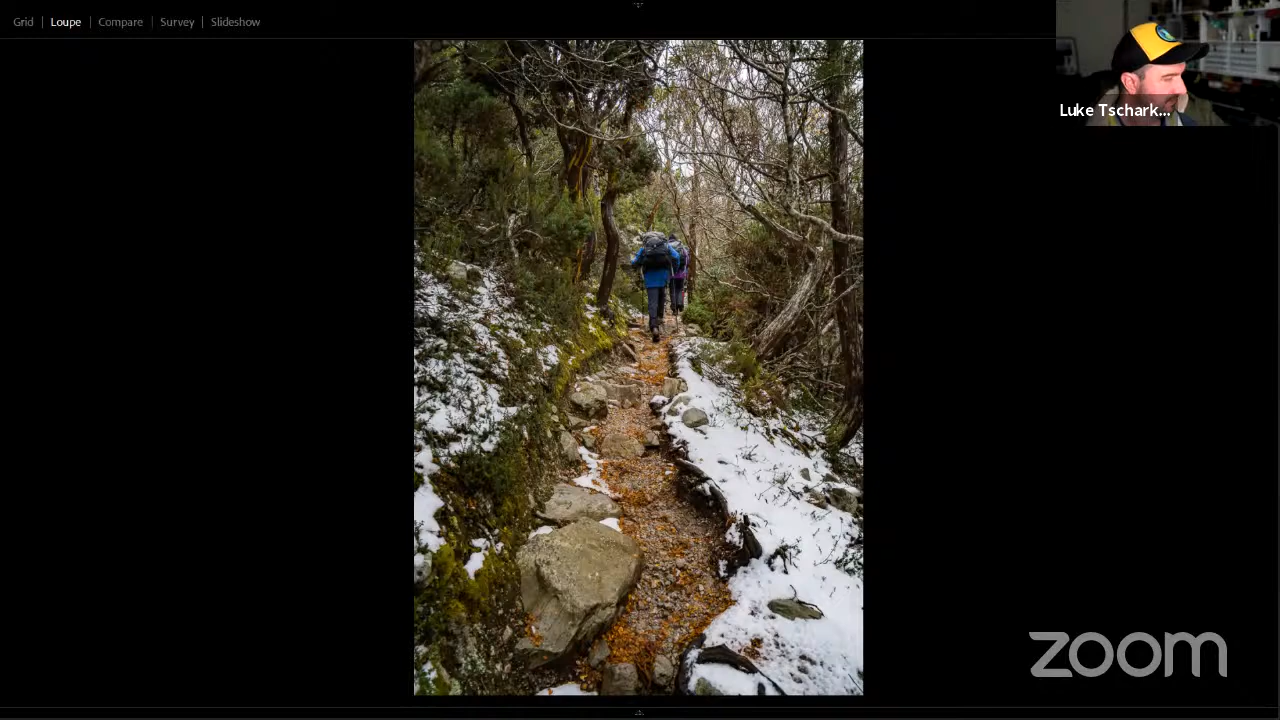 Grid | Loupe | Compare | Survey | Slideshow
Luke Tschark...
zoom